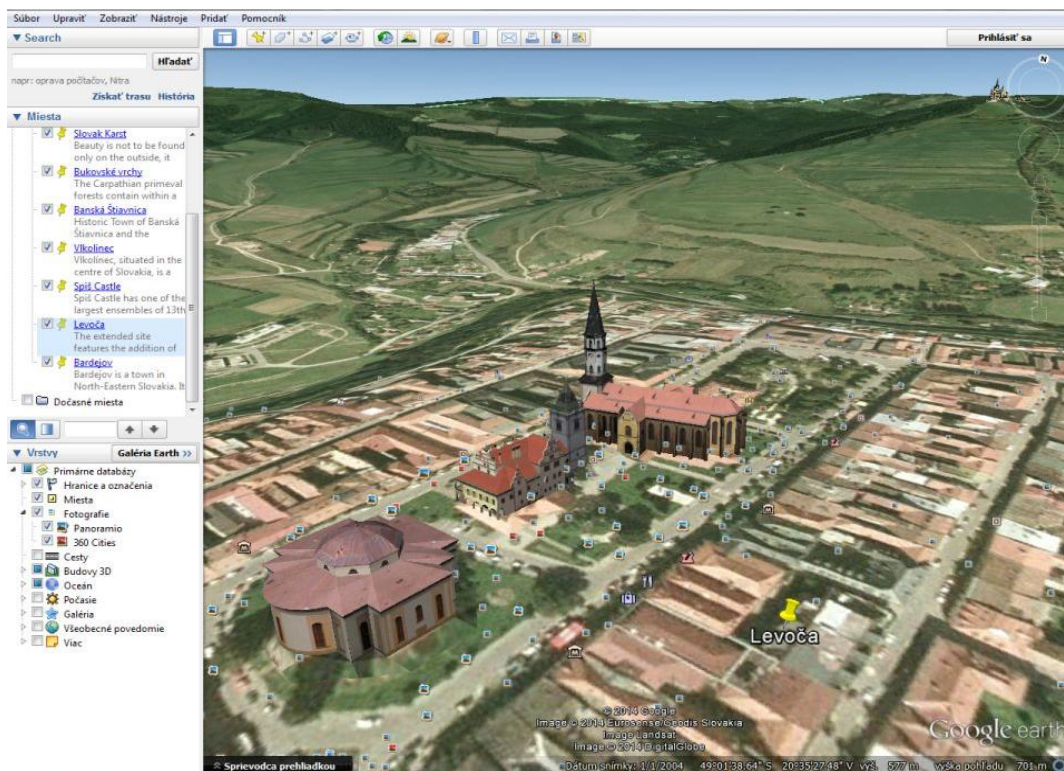 Súbor Upraviť Zobraziť Nástroje Pridať Pomocník
Search
Hľadať
napr: oprava počítačov, Nitra
Získať trasu História
Miesta
Slovak Karst
Beauty is not to be found
only on the outside, it
Bukovské vrchy
The Carpathian primeval
forests contain within a
Banská Štiavnica
Historic Town of Banská
Štiavnica and the
Vlkolinec
Vlkolinec, situated in the
centre of Slovakia, is a
Spiš Castle
Spiš Castle has one of the
largest ensembles of 13th
Levoča
The extended site
features the addition of
Bardejov
Bardejov is a town in
North-Eastern Slovakia. It
Dočasné miesta
Vrstvy
Galéria Earth >>
Primárne databázy
Hranice a označenia
Miesta
Fotografie
Panoramio
360 Cities
Cesty
Budovy 3D
Oceán
Počasie
Galéria
Všeobecné povedomie
Viac
Prihlásiť sa
N
Levoča
© 2014 Google
Image © 2014 Eurosense/Geodis Slovakia
Image Landsat
Image © 2014 DigitalGlobe
Google earth
Sprievodca prehliadkou
Dátum snímky: 1/1/2004 49°01'38.64" S 20°35'27.48" V výš. 577 m výška pohľadu 701 m